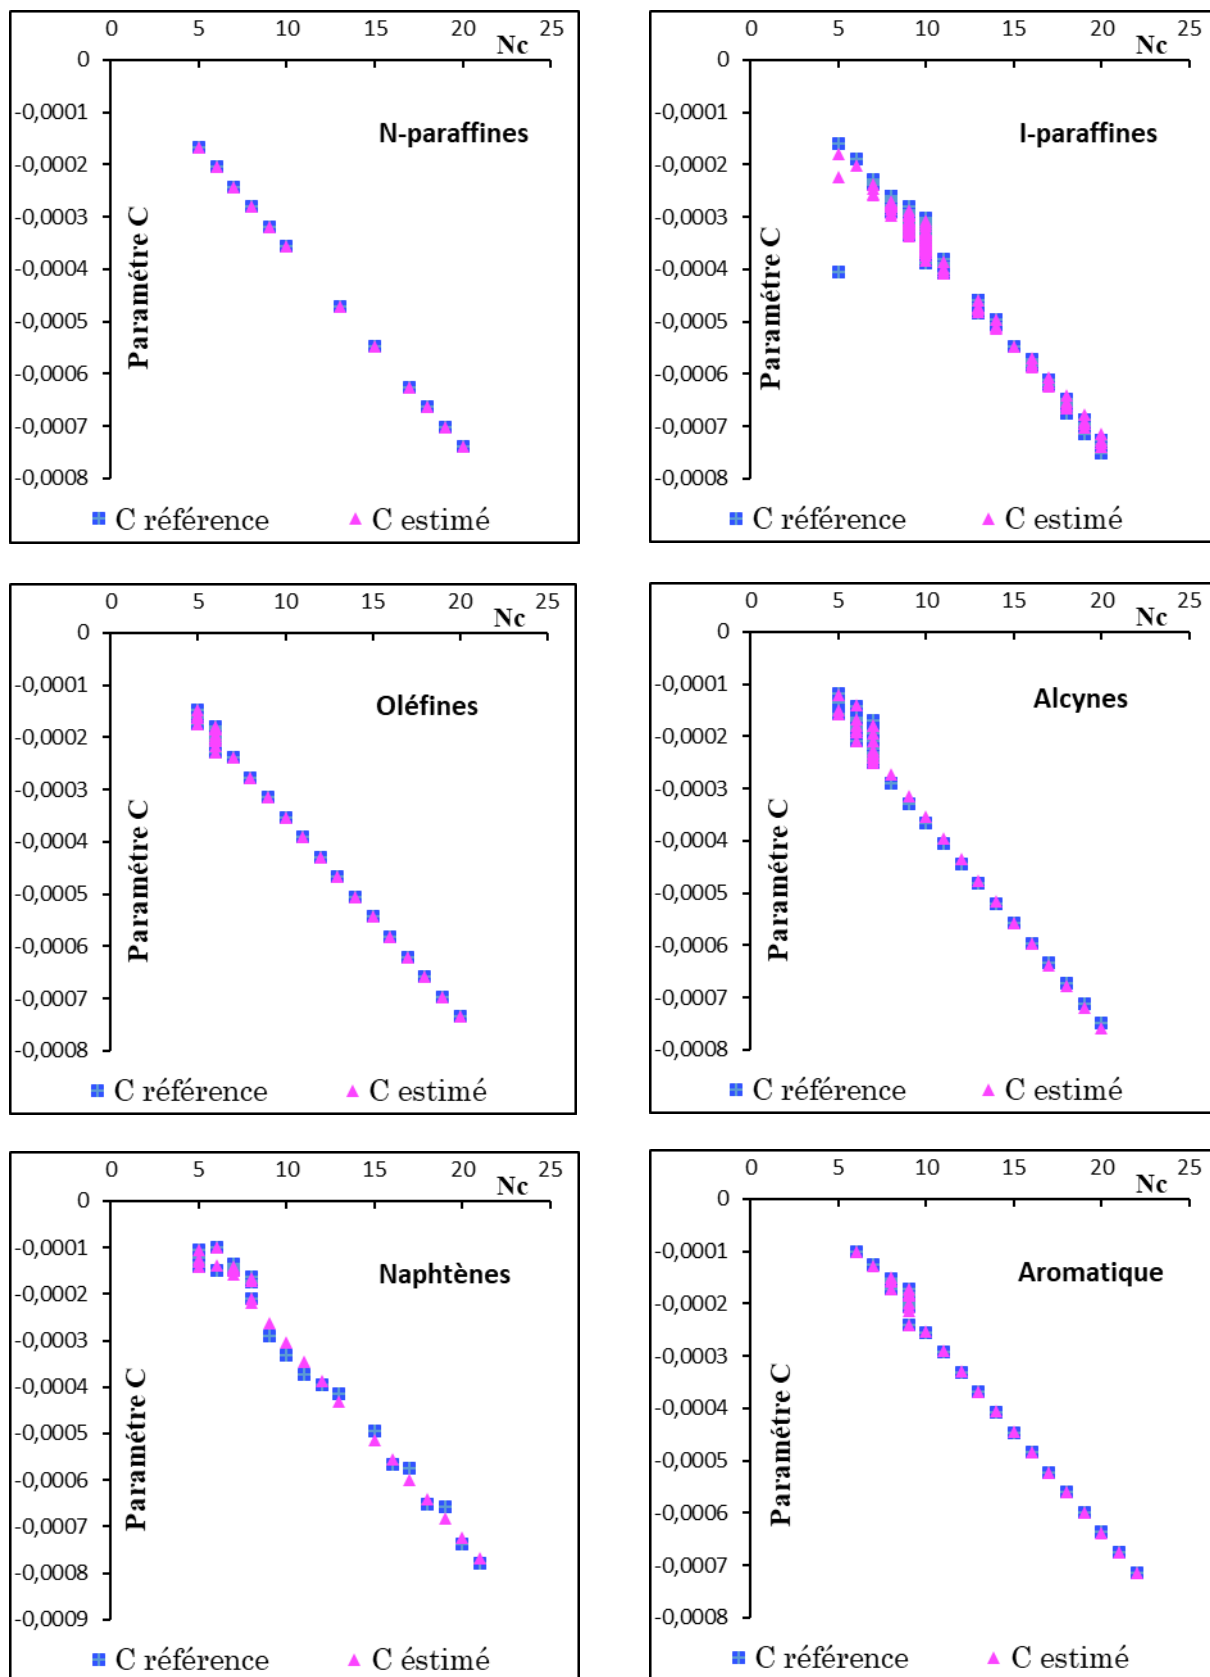 0 5 10 15 20 25
Nc
0
-0,0001
N-paraffines
-0,0002
-0,0003
Paramétre C
-0,0004
-0,0005
-0,0006
-0,0007
-0,0008
C référence C estimé
0 5 10 15 20 25
Nc
0
-0,0001
I-paraffines
-0,0002
-0,0003
Paramétre C
-0,0004
-0,0005
-0,0006
-0,0007
-0,0008
C référence C estimé
0 5 10 15 20 25
Nc
0
-0,0001
Oléfines
-0,0002
-0,0003
Paramétre C
-0,0004
-0,0005
-0,0006
-0,0007
-0,0008
C référence C estimé
0 5 10 15 20 25
Nc
0
-0,0001
Alcynes
-0,0002
-0,0003
Paramétre C
-0,0004
-0,0005
-0,0006
-0,0007
-0,0008
C référence C estimé
0 5 10 15 20 25
Nc
0
-0,0001
Naphtènes
-0,0002
-0,0003
-0,0004
Paramétre C
-0,0005
-0,0006
-0,0007
-0,0008
-0,0009
C référence C éstimé
0 5 10 15 20 25
Nc
0
-0,0001
Aromatique
-0,0002
-0,0003
Paramétre C
-0,0004
-0,0005
-0,0006
-0,0007
-0,0008
C référence C estimé